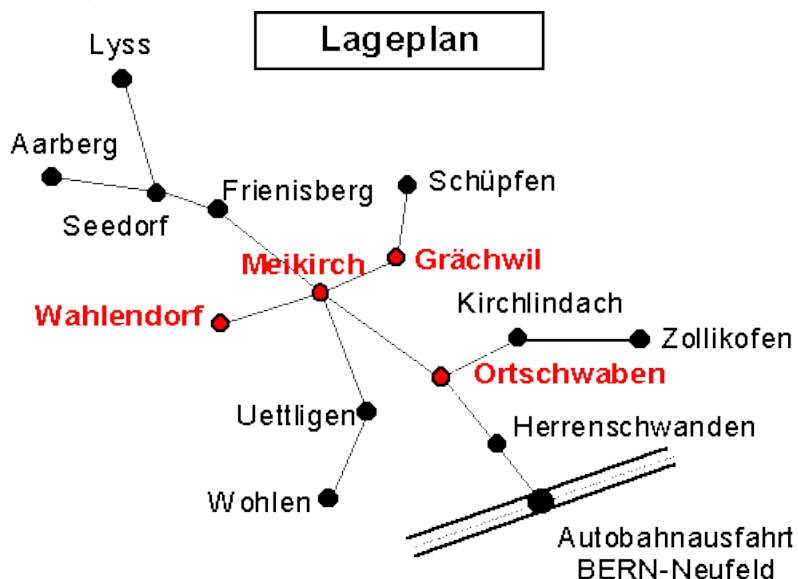 Lageplan
Lyss
Aarberg
Seedorf
Frienisberg
Schüpfen
Meikirch
Grächwil
Wahlendorf
Kirchlindach
Zollikofen
Ortschwaben
Uettligen
Herrenschwanden
Wohlen
Autobahnausfahrt
BERN-Neufeld